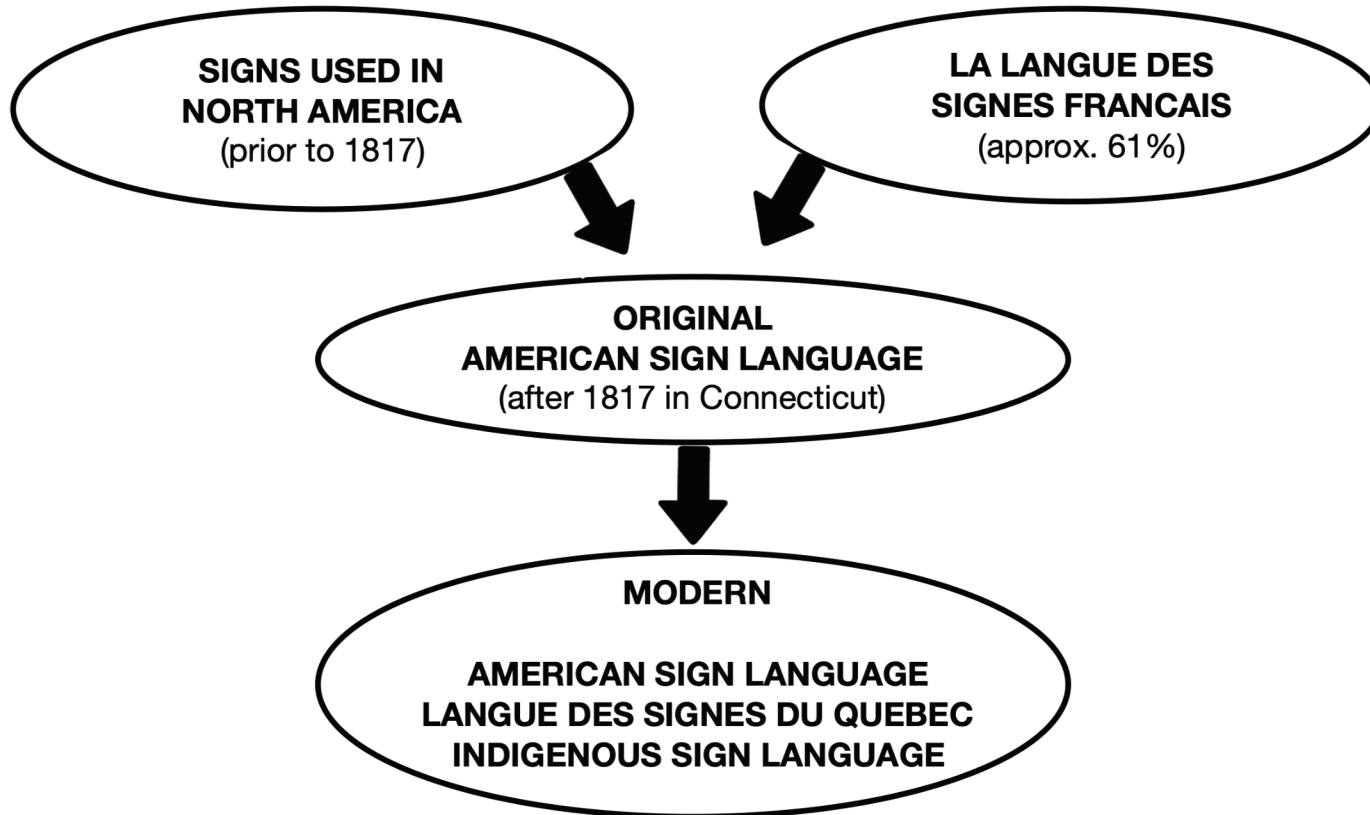 SIGNS USED IN
NORTH AMERICA
(prior to 1817)
LA LANGUE DES
SIGNES FRANCAIS
(approx. 61%)
ORIGINAL
AMERICAN SIGN LANGUAGE
(after 1817 in Connecticut)
MODERN
AMERICAN SIGN LANGUAGE
LANGUE DES SIGNES DU QUEBEC
INDIGENOUS SIGN LANGUAGE